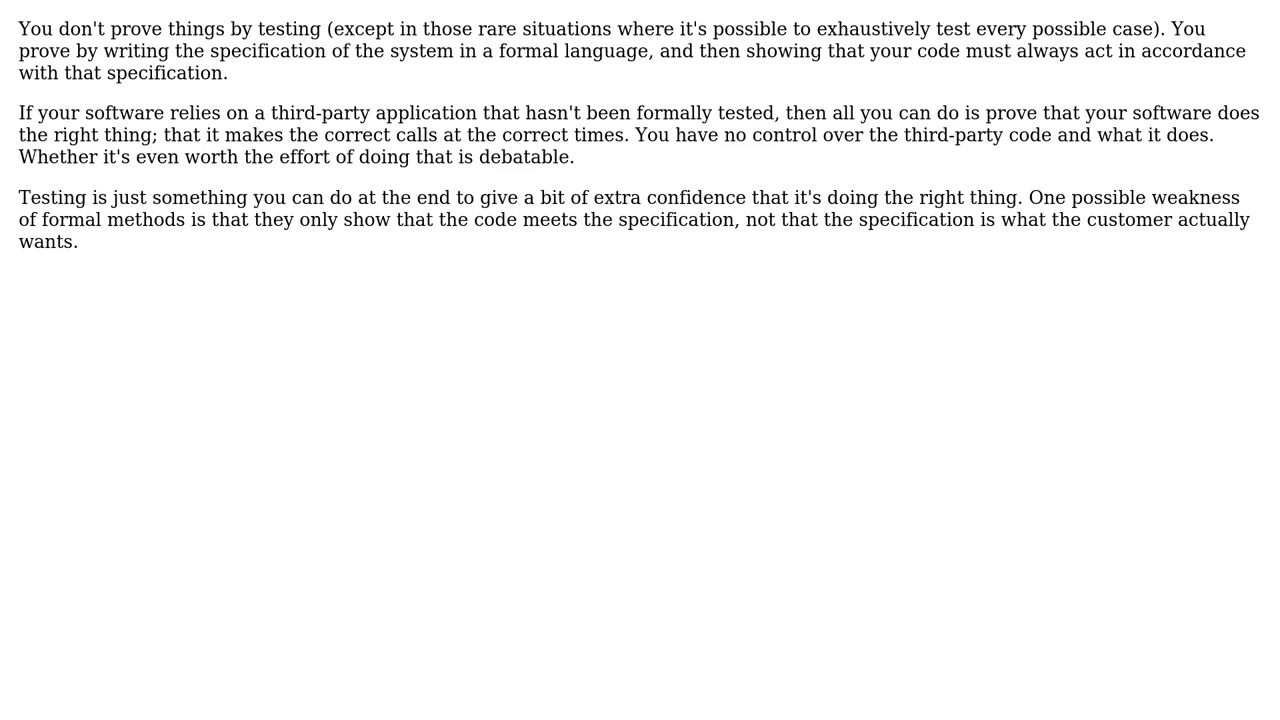 You don't prove things by testing (except in those rare situations where it's possible to exhaustively test every possible case). You
prove by writing the specification of the system in a formal language, and then showing that your code must always act in accordance
with that specification.
If your software relies on a third-party application that hasn't been formally tested, then all you can do is prove that your software does
the right thing; that it makes the correct calls at the correct times. You have no control over the third-party code and what it does.
Whether it's even worth the effort of doing that is debatable.
Testing is just something you can do at the end to give a bit of extra confidence that it's doing the right thing. One possible weakness
of formal methods is that they only show that the code meets the specification, not that the specification is what the customer actually
wants.